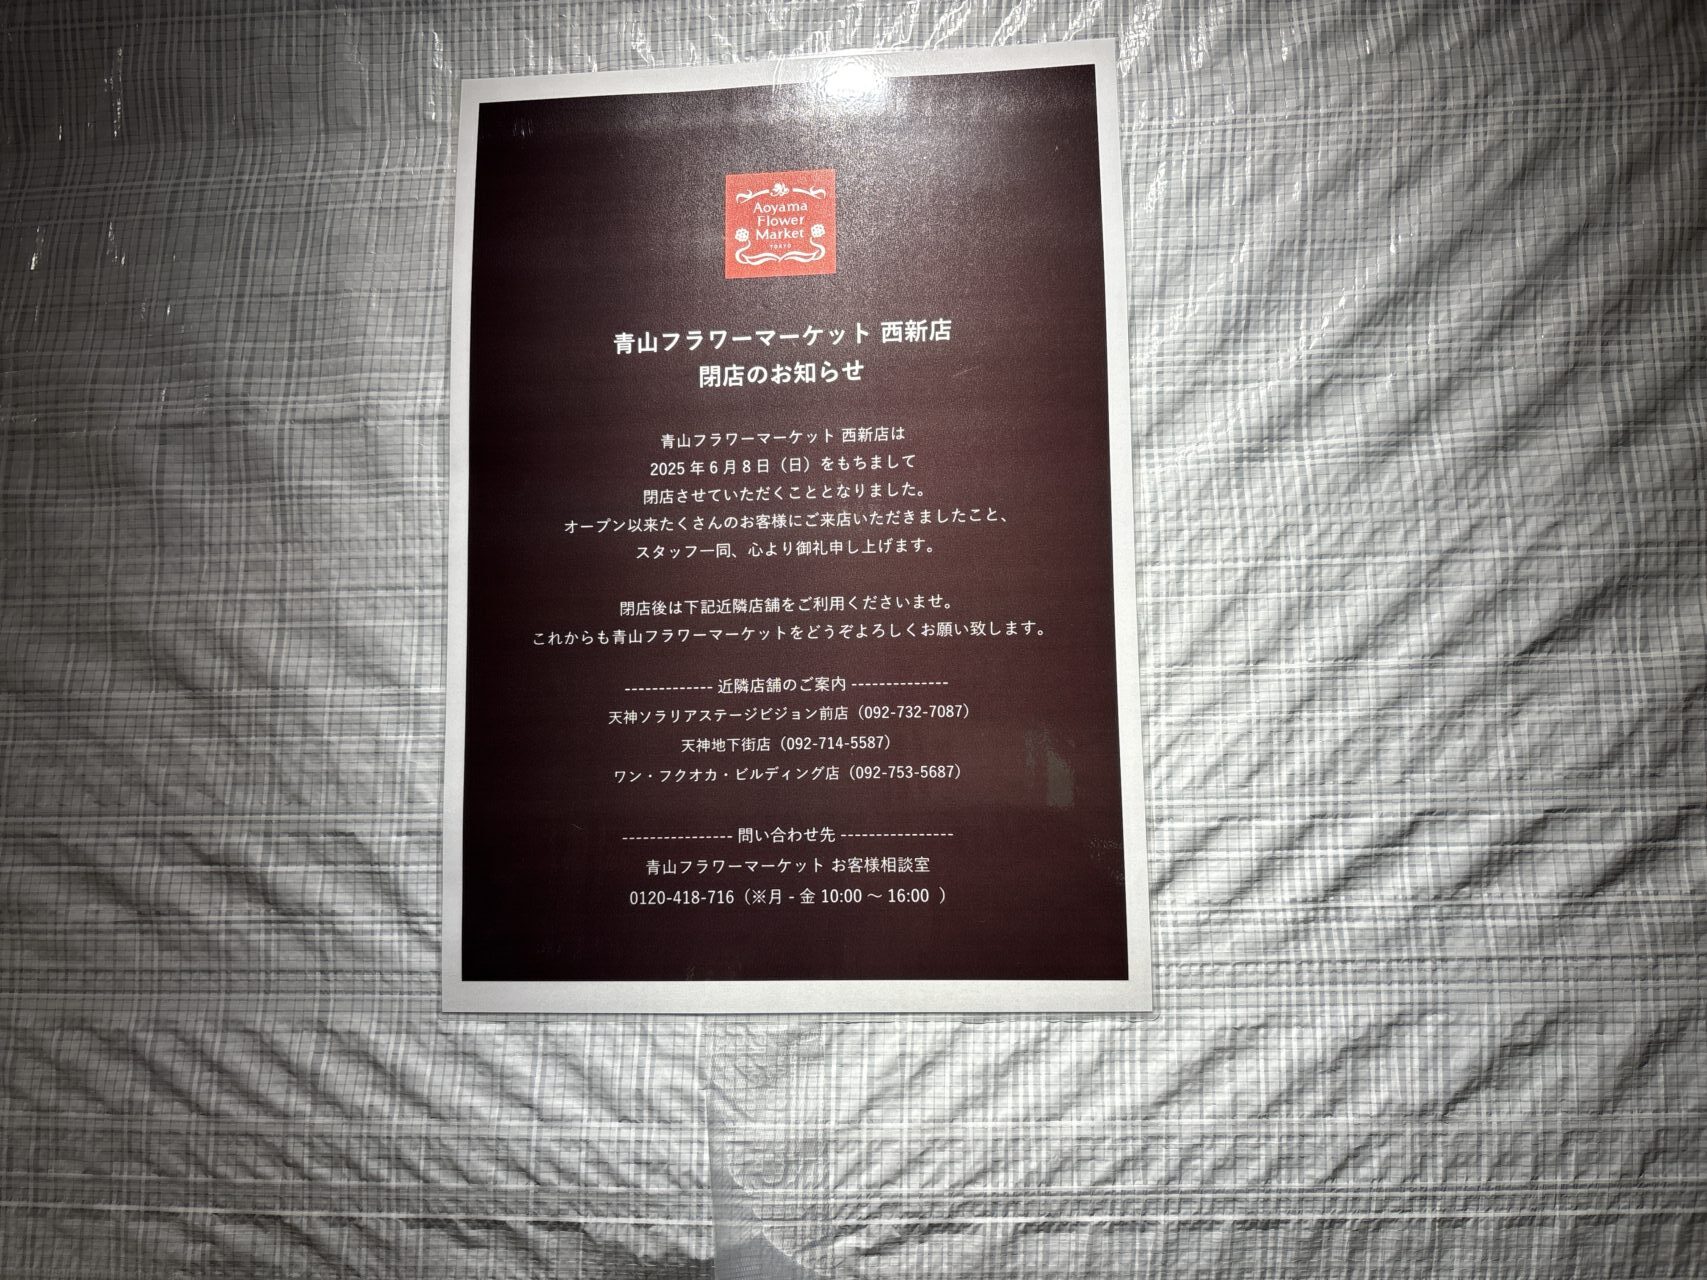 Aoyama
Flower
Market
TOKYO
青山フラワーマーケット 西新店
閉店のお知らせ
青山フラワーマーケット 西新店は
2025 年 6 月 8 日（日）をもちまして
閉店させていただくこととなりました。
オープン以来たくさんのお客様にご来店いただきましたこと、
スタッフ一同、心より御礼申し上げます。
閉店後は下記近隣店舗をご利用くださいませ。
これからも青山フラワーマーケットをどうぞよろしくお願い致します。
------------- 近隣店舗のご案内 --------------
天神ソラリアステージビジョン前店（092-732-7087）
天神地下街店（092-714-5587）
ワン・フクオカ・ビルディング店（092-753-5687）
---------------- 問い合わせ先 ----------------
青山フラワーマーケット お客様相談室
0120-418-716（※月 - 金 10:00 〜 16:00 ）